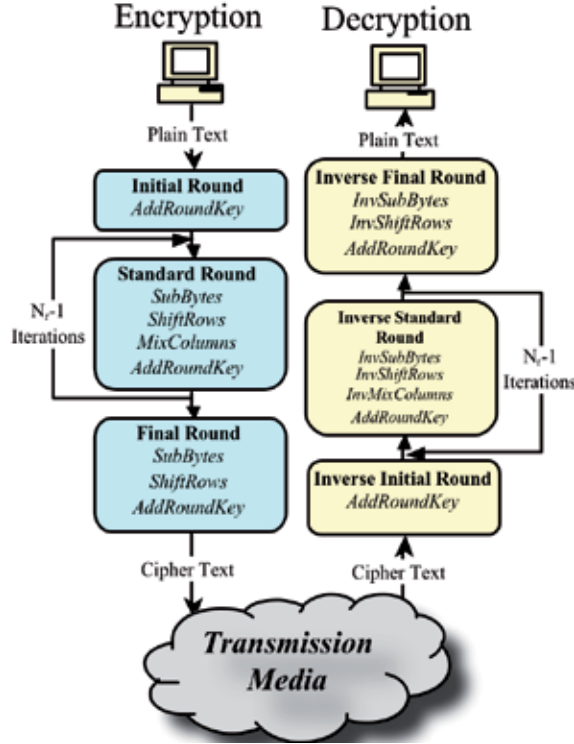 Encryption
Plain Text
Initial Round
AddRoundKey
Nr-1
Iterations
Standard Round
SubBytes
ShiftRows
MixColumns
AddRoundKey
Final Round
SubBytes
ShiftRows
AddRoundKey
Cipher Text
Decryption
Plain Text
Inverse Final Round
InvSubBytes
InvShiftRows
AddRoundKey
Inverse Standard
Round
InvSubBytes
InvShiftRows
InvMixColumns
AddRoundKey
Nr-1
Iterations
Inverse Initial Round
AddRoundKey
Cipher Text
Transmission
Media